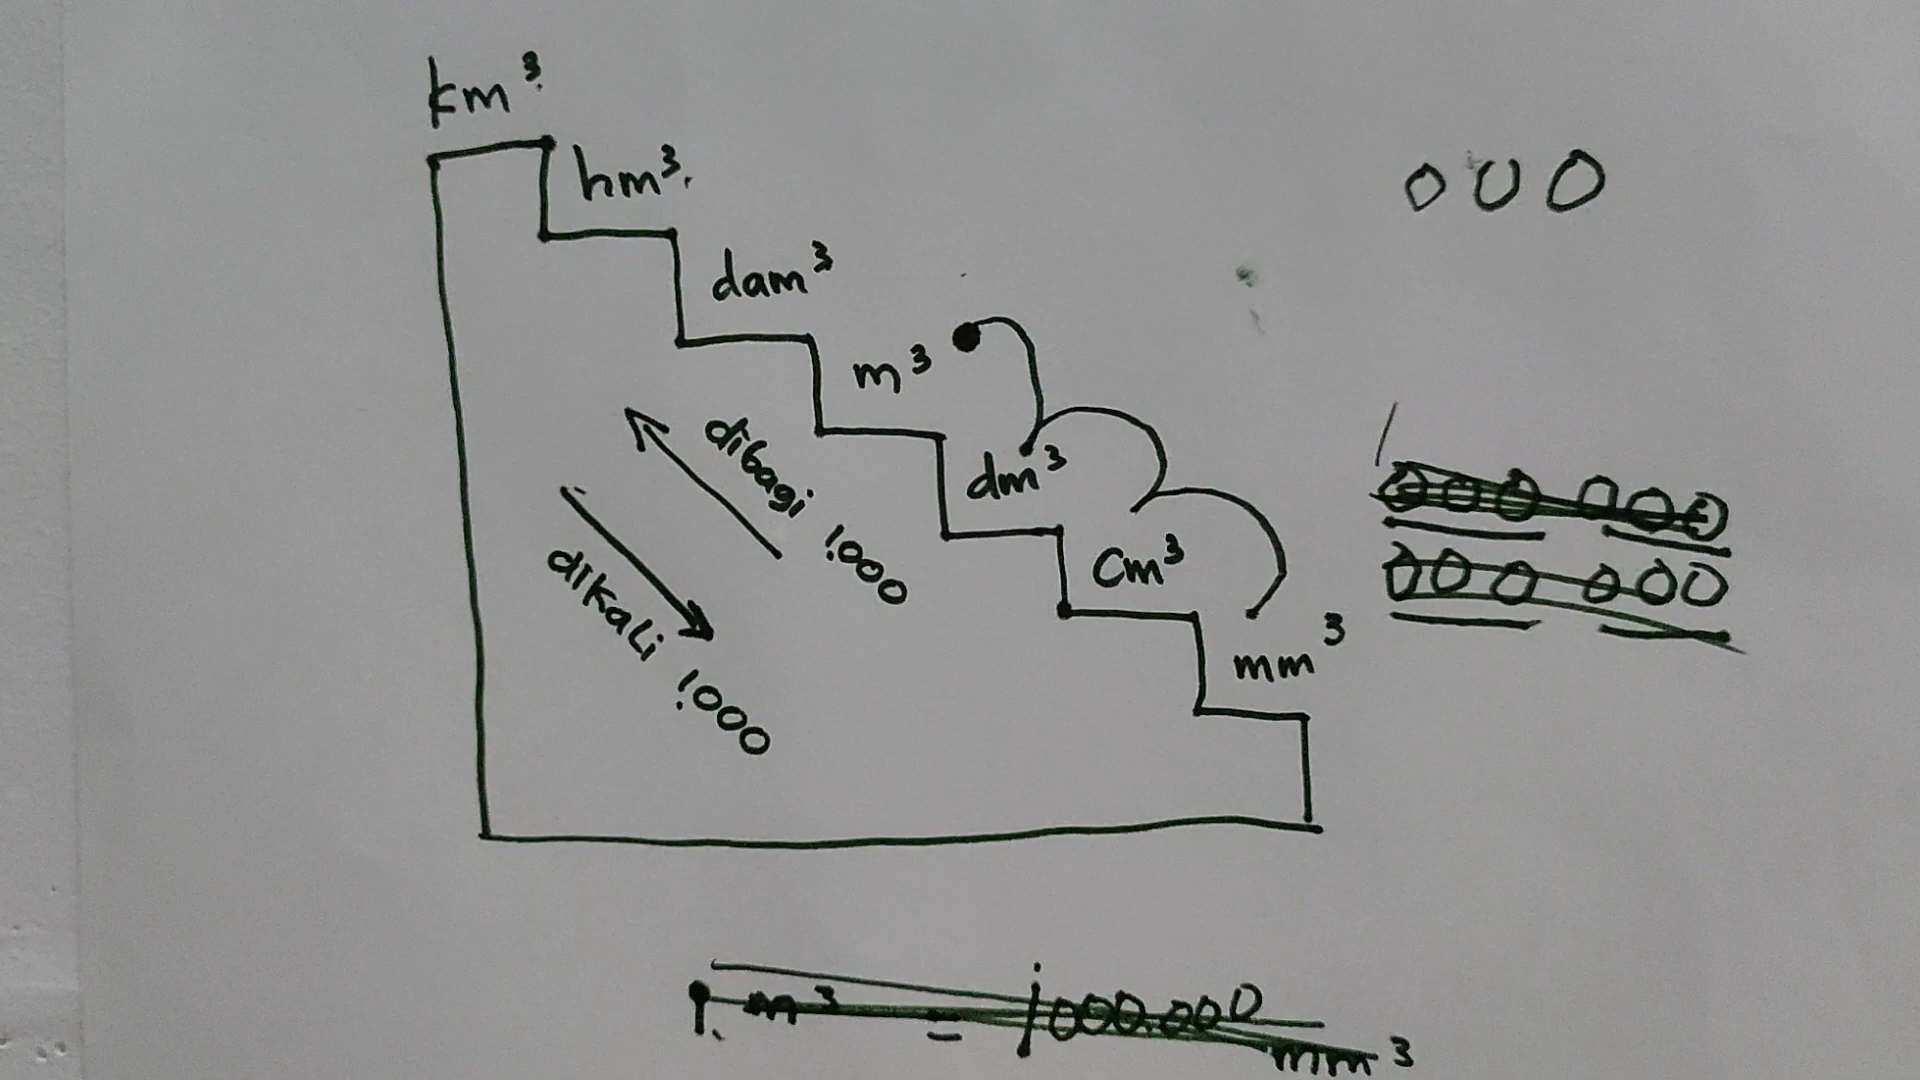 km³
hm³.
000
dam³
m³
dm³
cm³
mm³
dibagi 1.000
dikali 1.000
000 000
000 000
1. m³ = 1000.000
mm³